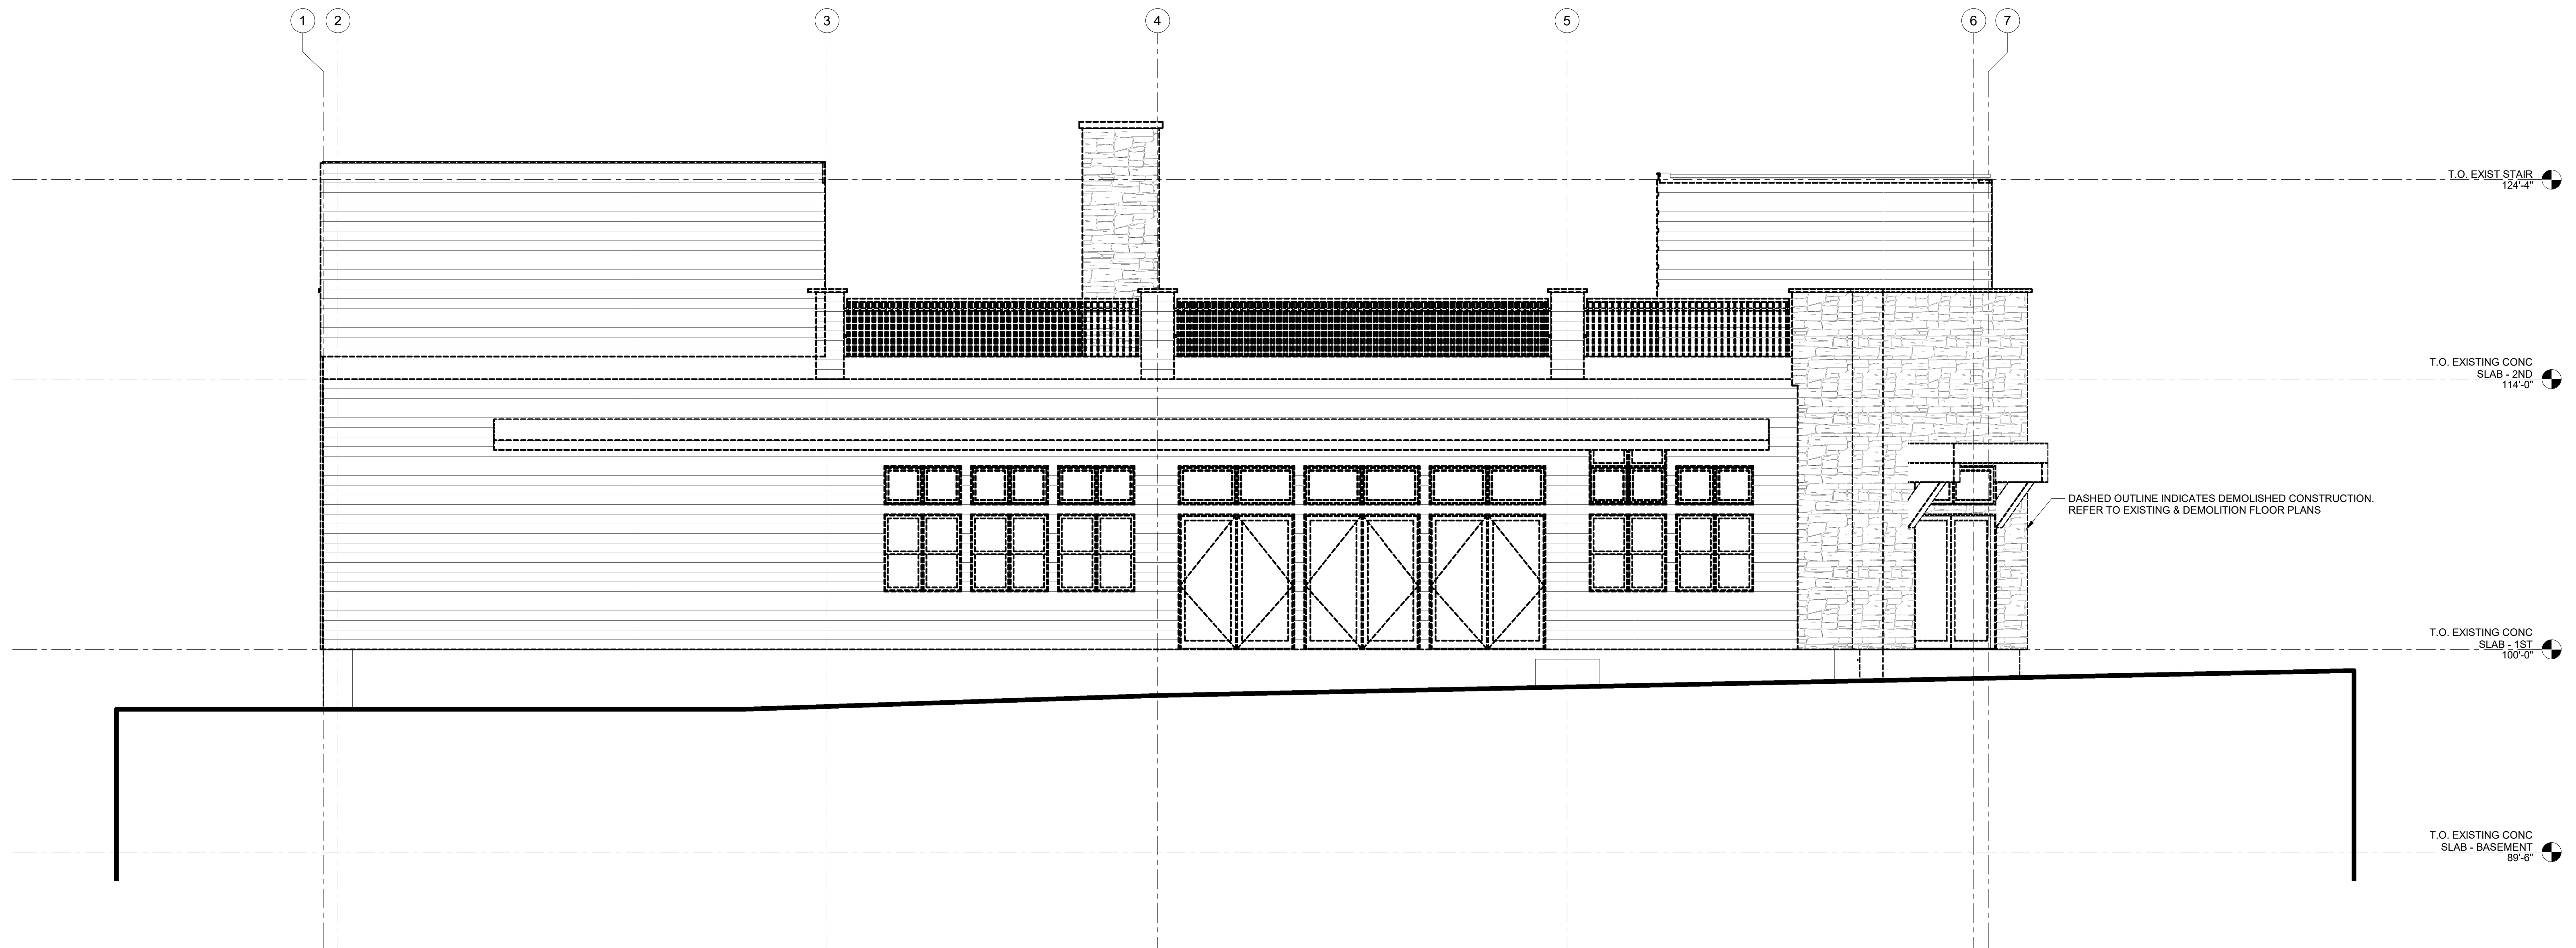 1
2
3
4
5
6
7
T.O. EXIST STAIR
124'-4"
T.O. EXISTING CONC
SLAB - 2ND
114'-0"
DASHED OUTLINE INDICATES DEMOLISHED CONSTRUCTION.
REFER TO EXISTING & DEMOLITION FLOOR PLANS
T.O. EXISTING CONC
SLAB - 1ST
100'-0"
T.O. EXISTING CONC
SLAB - BASEMENT
89'-6"